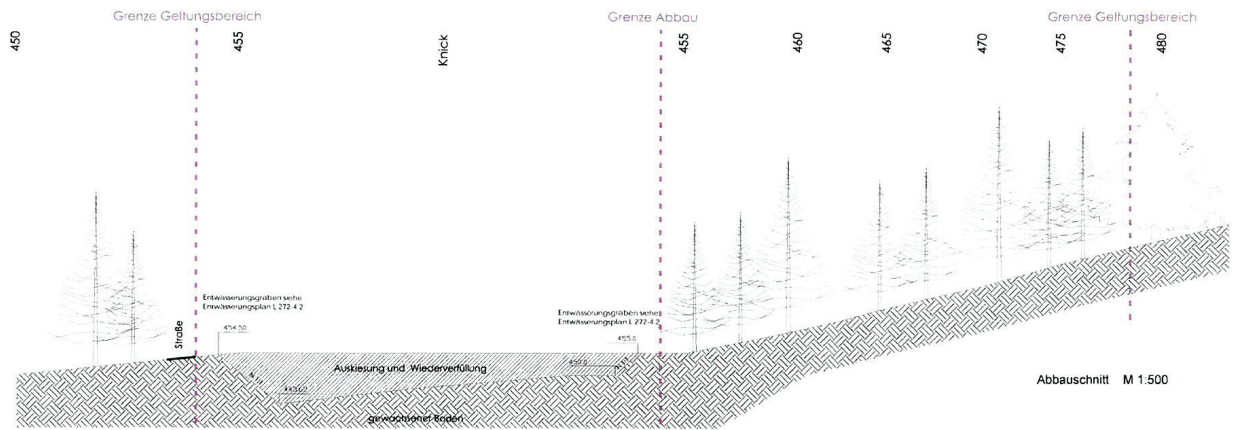 Grenze Geltungsbereich
Grenze Abbau
Grenze Geltungsbereich
450
455
Knick
455
460
465
470
475
480
Entwässerungsgraben siehe
Entwässerungsplan L 272-4.2
454.50
Straße
Entwässerungsgraben siehe
Entwässerungsplan L 272-4.2
455.0
Auskiesung und Wiederverfüllung
gewachsener Boden
Abbauschnitt M 1:500